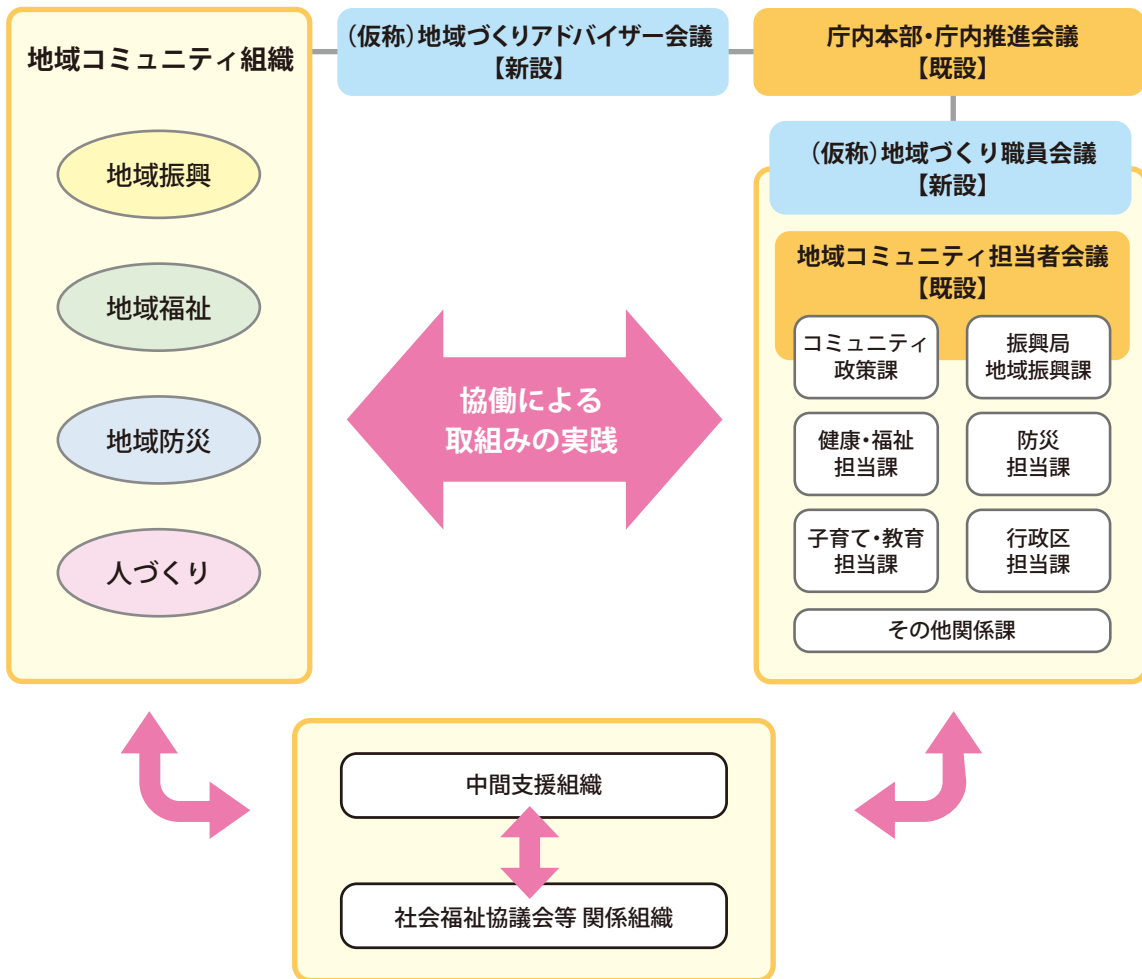 地域コミュニティ組織
地域振興
地域福祉
地域防災
人づくり
（仮称）地域づくりアドバイザー会議
【新設】
庁内本部・庁内推進会議
【既設】
（仮称）地域づくり職員会議
【新設】
地域コミュニティ担当者会議
【既設】
コミュニティ
政策課
振興局
地域振興課
健康・福祉
担当課
防災
担当課
子育て・教育
担当課
行政区
担当課
その他関係課
協働による
取組みの実践
中間支援組織
社会福祉協議会等 関係組織